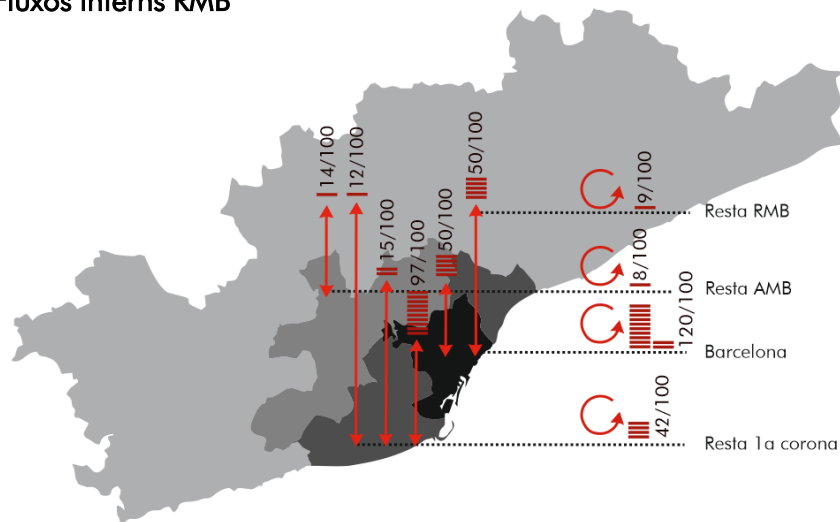 Fluxos interns RMB
14/100
12/100
15/100
97/100
50/100
50/100
9/100
Resta RMB
8/100
Resta AMB
120/100
Barcelona
42/100
Resta 1a corona